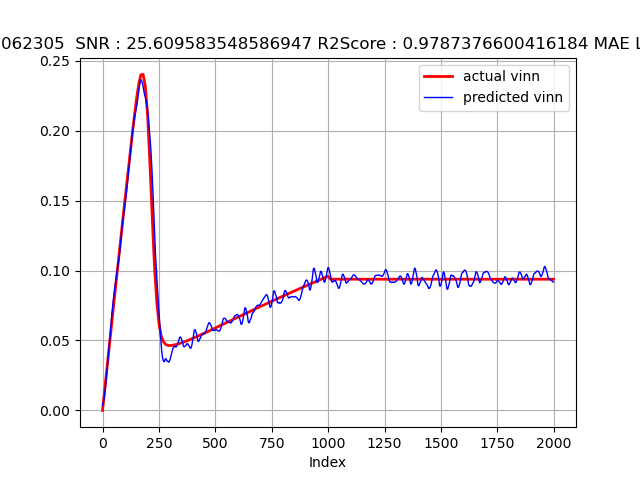 062305 SNR : 25.609583548586947 R2Score : 0.9787376600416184 MAE L
actual vinn
predicted vinn
0.25
0.20
0.15
0.10
0.05
0.00
0 250 500 750 1000 1250 1500 1750 2000
Index